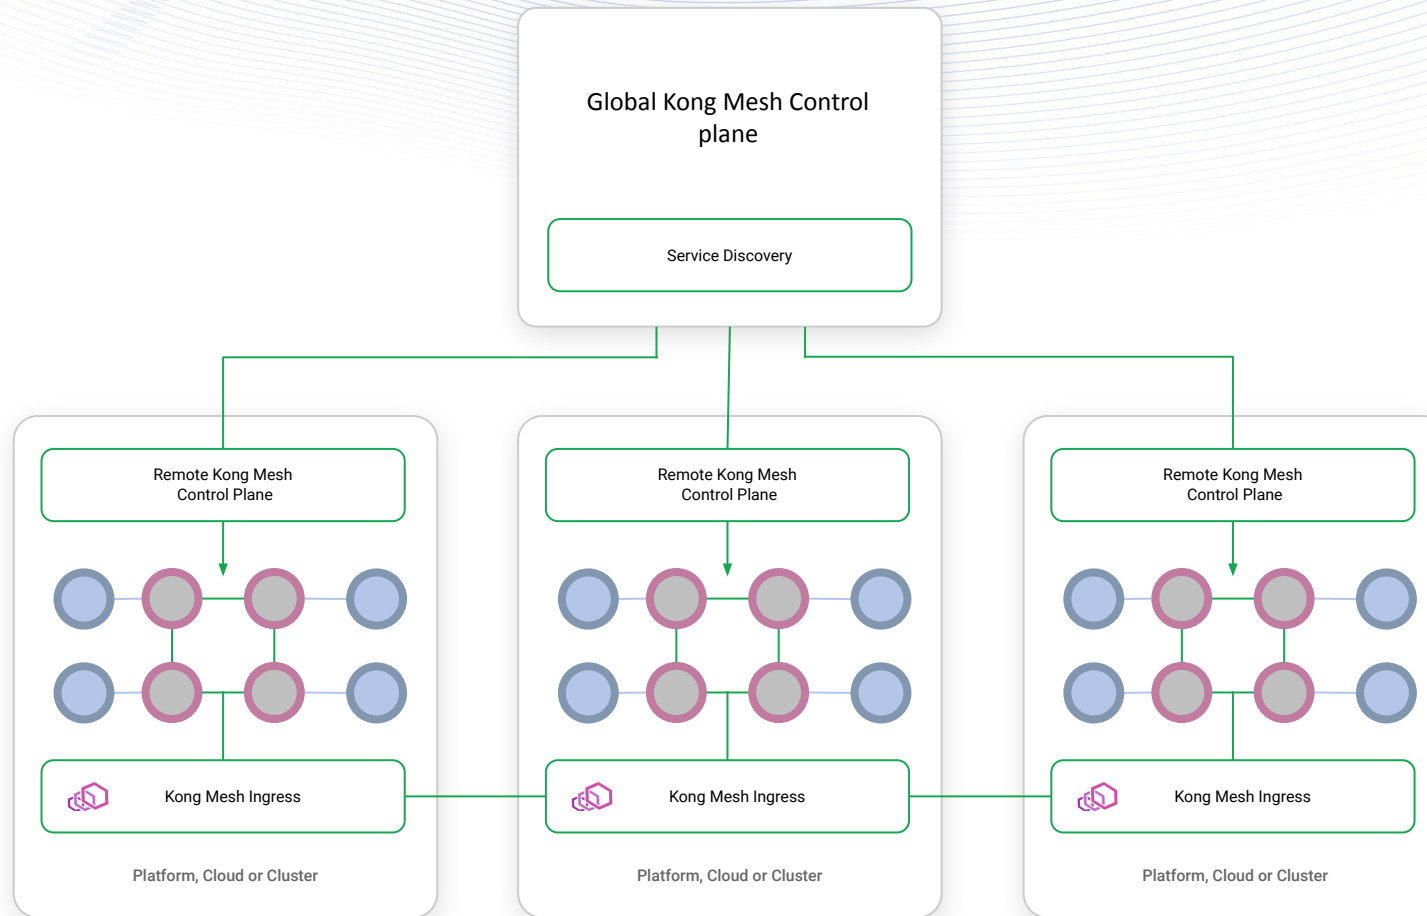 Global Kong Mesh Control
plane
Service Discovery
Remote Kong Mesh
Control Plane
Remote Kong Mesh
Control Plane
Remote Kong Mesh
Control Plane
Kong Mesh Ingress
Kong Mesh Ingress
Kong Mesh Ingress
Platform, Cloud or Cluster
Platform, Cloud or Cluster
Platform, Cloud or Cluster